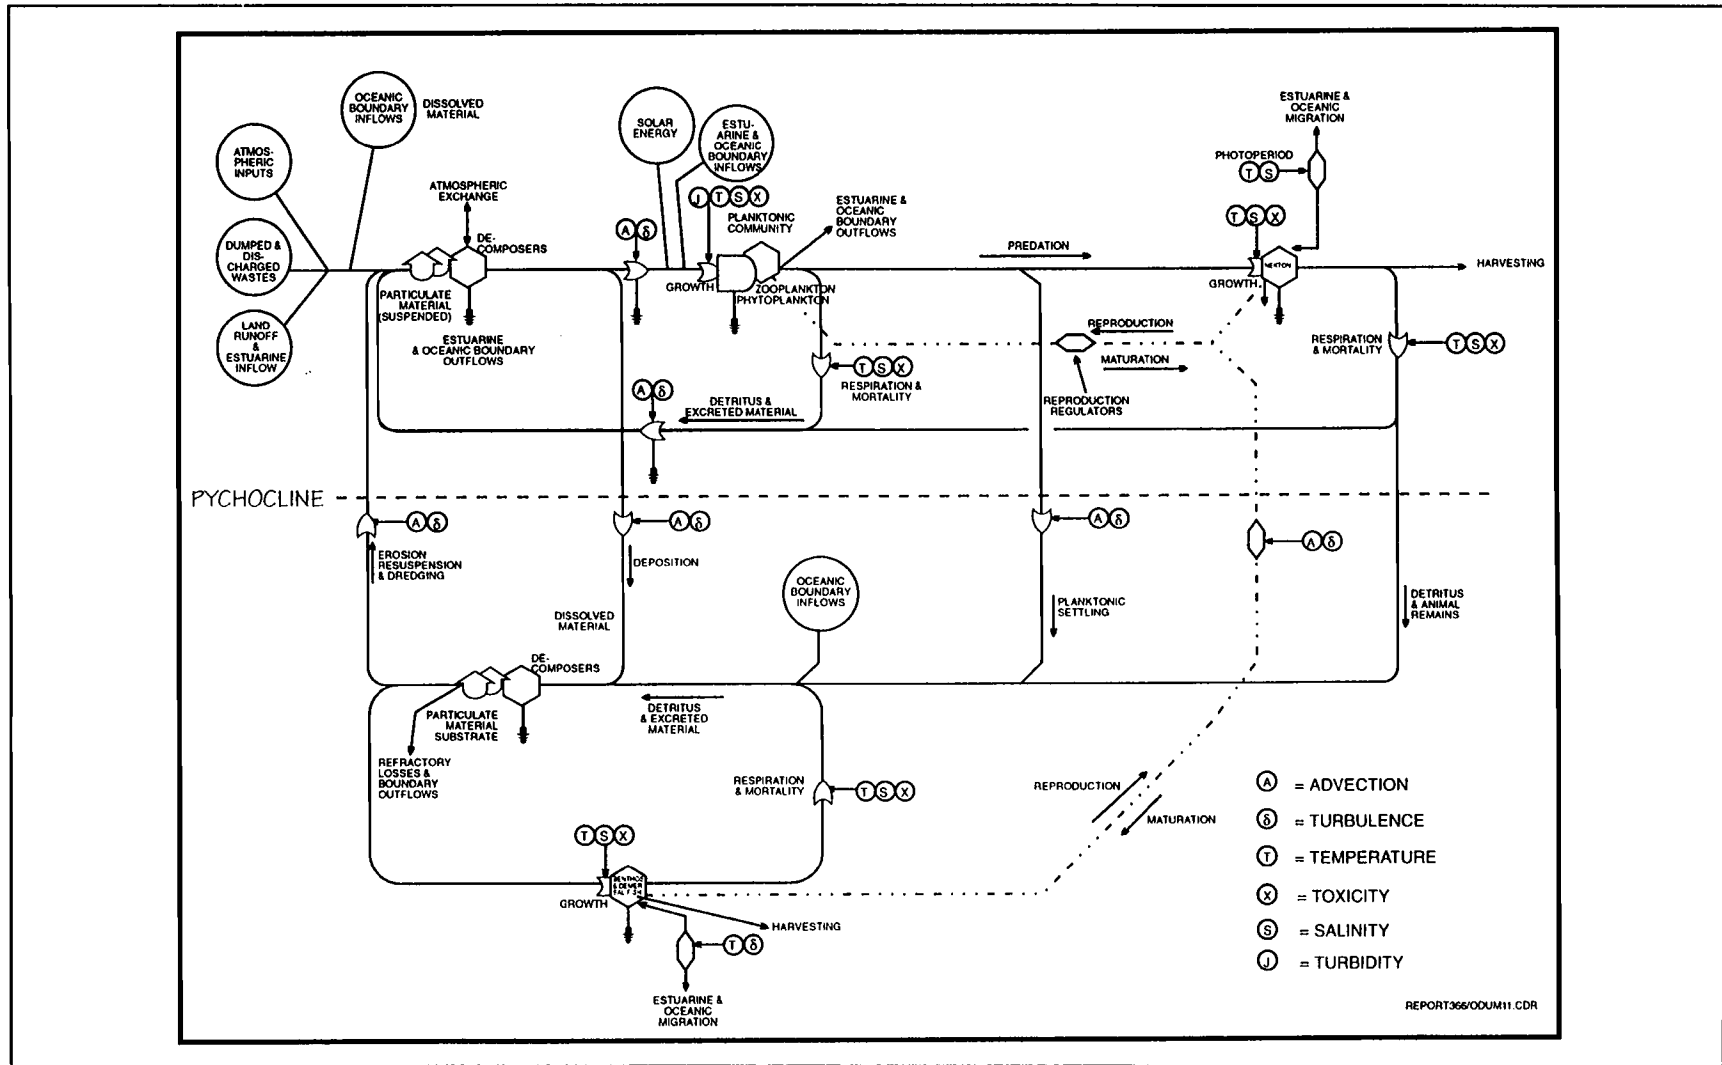 OCEANIC
BOUNDARY
INFLOWS
DISSOLVED
MATERIAL
ATMOS-
PHERIC
INPUTS
DUMPED &
DIS-
CHARGED
WASTES
LAND
RUNOFF
&
ESTUARINE
INFLOW
ATMOSPHERIC
EXCHANGE
DE-
COMPOSERS
PARTICULATE
MATERIAL
(SUSPENDED)
ESTUARINE
& OCEANIC BOUNDARY
OUTFLOWS
SOLAR
ENERGY
ESTU-
ARINE &
OCEANIC
BOUNDARY
INFLOWS
A δ
J T S X
PLANKTONIC
COMMUNITY
GROWTH
ZOOPLANKTON
PHYTOPLANKTON
ESTUARINE &
OCEANIC
BOUNDARY
OUTFLOWS
PREDATION
ESTUARINE &
OCEANIC
MIGRATION
PHOTOPERIOD
T S
T S X
NEKTON
GROWTH
HARVESTING
REPRODUCTION
MATURATION
REPRODUCTION
REGULATORS
RESPIRATION
& MORTALITY
T S X
T S X
RESPIRATION &
MORTALITY
A δ
DETRITUS &
EXCRETED MATERIAL
PYCHOCLINE
A δ
EROSION
RESUSPENSION
& DREDGING
A δ
DEPOSITION
A δ
A δ
OCEANIC
BOUNDARY
INFLOWS
PLANKTONIC
SETTLING
DETRITUS
& ANIMAL
REMAINS
DISSOLVED
MATERIAL
DE-
COMPOSERS
PARTICULATE
MATERIAL
SUBSTRATE
DETRITUS
& EXCRETED
MATERIAL
REFRACTORY
LOSSES &
BOUNDARY
OUTFLOWS
RESPIRATION
& MORTALITY
T S X
REPRODUCTION
MATURATION
T S X
BENTHOS
& DEMER
SAL FISH
GROWTH
HARVESTING
T δ
ESTUARINE &
OCEANIC
MIGRATION
A = ADVECTION
δ = TURBULENCE
T = TEMPERATURE
X = TOXICITY
S = SALINITY
J = TURBIDITY
REPORT366/ODUM11.CDR